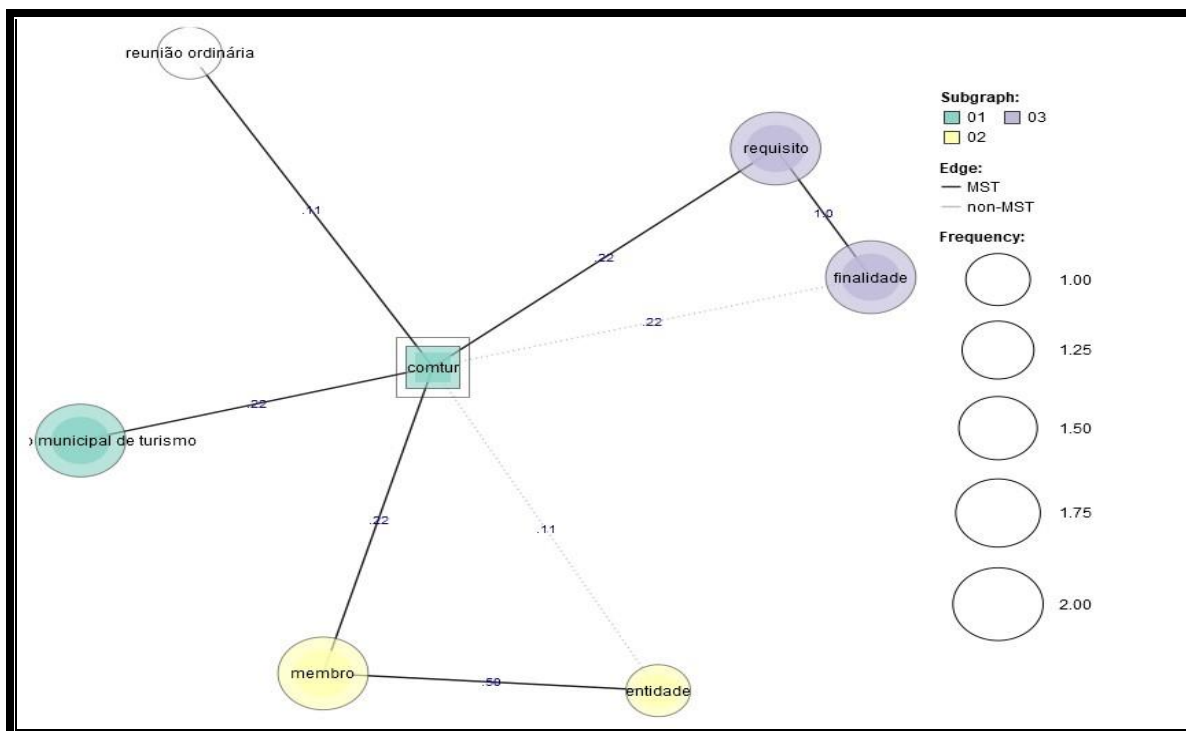 reunião ordinária
Subgraph:
01 03
02
requisito
Edge:
MST
non-MST
.11
1.0
Frequency:
.22
finalidade
1.00
.22
1.25
comtur
.22
1.50
municipal de turismo
.22
1.75
.11
2.00
membro
.50
entidade